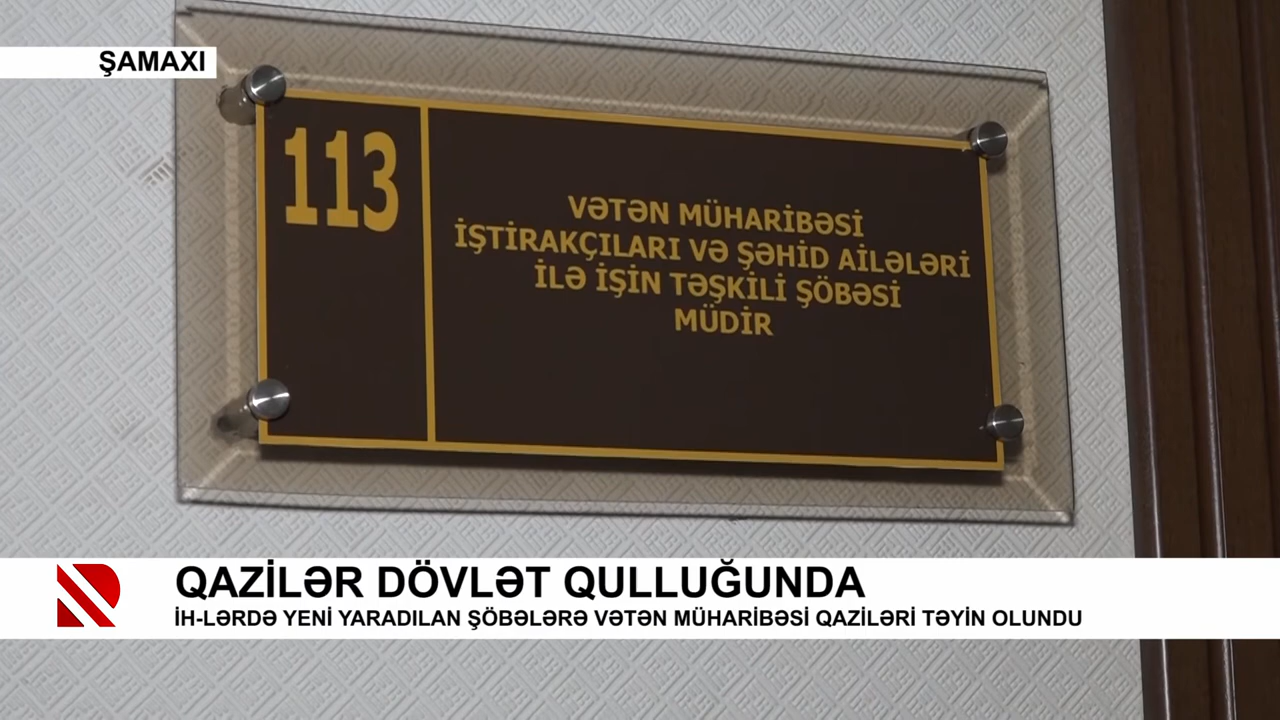 ŞAMAXI
113
VƏTƏN MÜHARİBƏSİ
İŞTİRAKÇILARI VƏ ŞƏHİD AİLƏLƏRİ
İLƏ İŞİN TƏŞKİLİ ŞÖBƏSİ
MÜDİR
QAZİLƏR DÖVLƏT QULLUĞUNDA
İH-LƏRDƏ YENİ YARADILAN ŞÖBƏLƏRƏ VƏTƏN MÜHARİBƏSİ QAZİLƏRİ TƏYİN OLUNDU